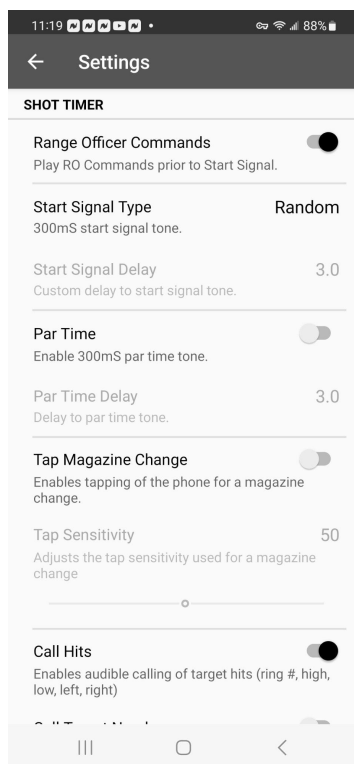 11:19 88%
Settings
SHOT TIMER
Range Officer Commands
Play RO Commands prior to Start Signal.
Start Signal Type Random
300mS start signal tone.
Start Signal Delay 3.0
Custom delay to start signal tone.
Par Time
Enable 300mS par time tone.
Par Time Delay 3.0
Delay to par time tone.
Tap Magazine Change
Enables tapping of the phone for a magazine
change.
Tap Sensitivity 50
Adjusts the tap sensitivity used for a magazine
change
Call Hits
Enables audible calling of target hits (ring #, high,
low, left, right)